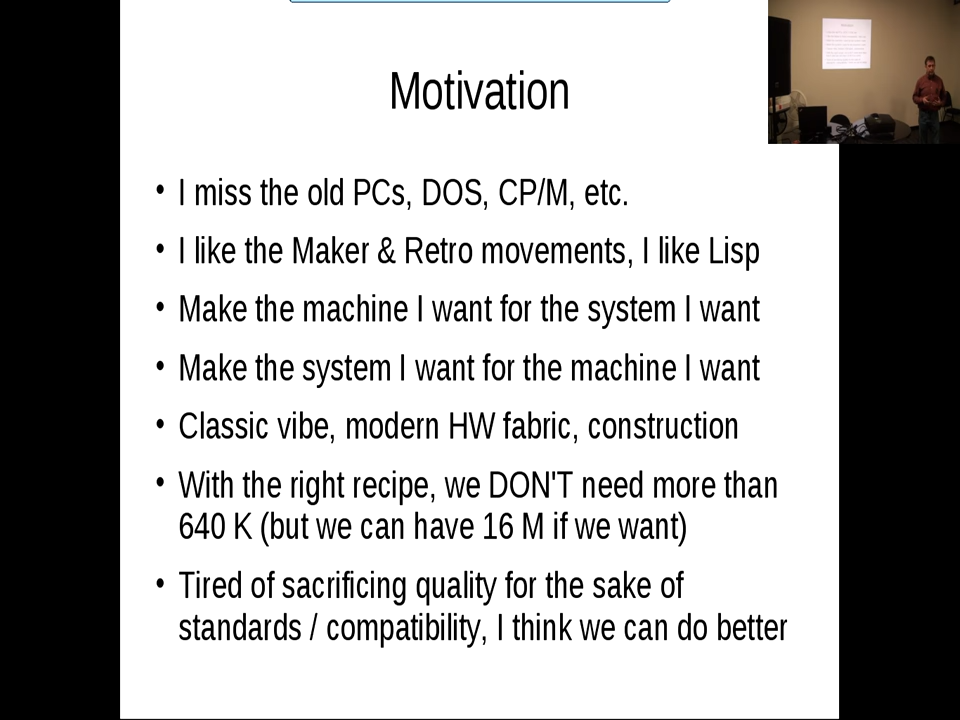 Motivation
• I miss the old PCs, DOS, CP/M, etc.
• I like the Maker & Retro movements, I like Lisp
• Make the machine I want for the system I want
• Make the system I want for the machine I want
• Classic vibe, modern HW fabric, construction
• With the right recipe, we DON'T need more than
640 K (but we can have 16 M if we want)
• Tired of sacrificing quality for the sake of
standards / compatibility, I think we can do better